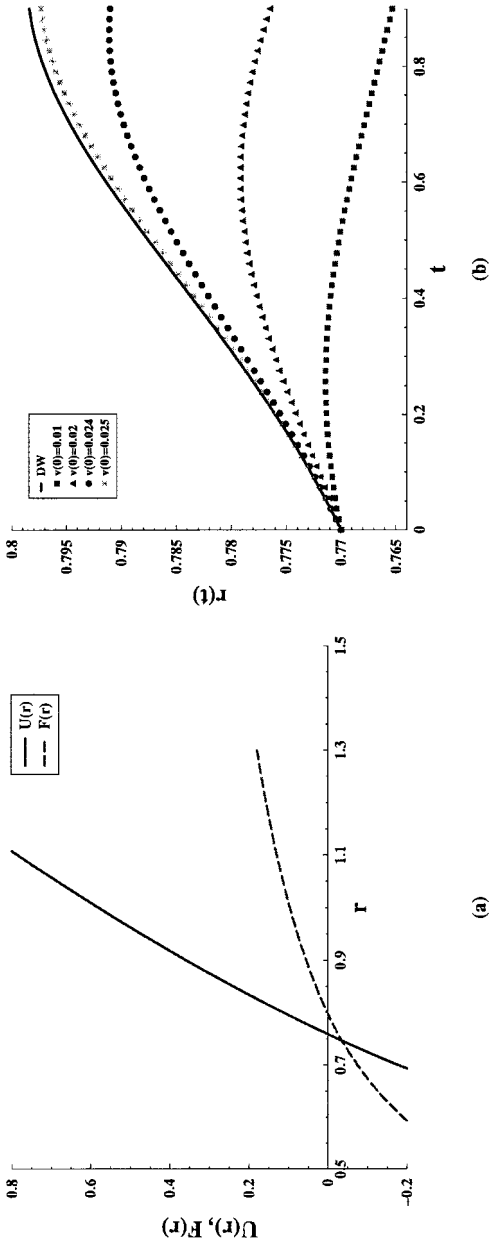 U(r)
F(r)
0.8
0.6
0.4
0.2
0
-0.2
U(r), F(r)
0.5
0.7
0.9
1.1
1.3
1.5
r
(a)
DW
v(0)=0.01
v(0)=0.02
v(0)=0.024
v(0)=0.025
0.8
0.795
0.79
0.785
0.78
0.775
0.77
0.765
r(t)
0
0.2
0.4
0.6
0.8
t
(b)